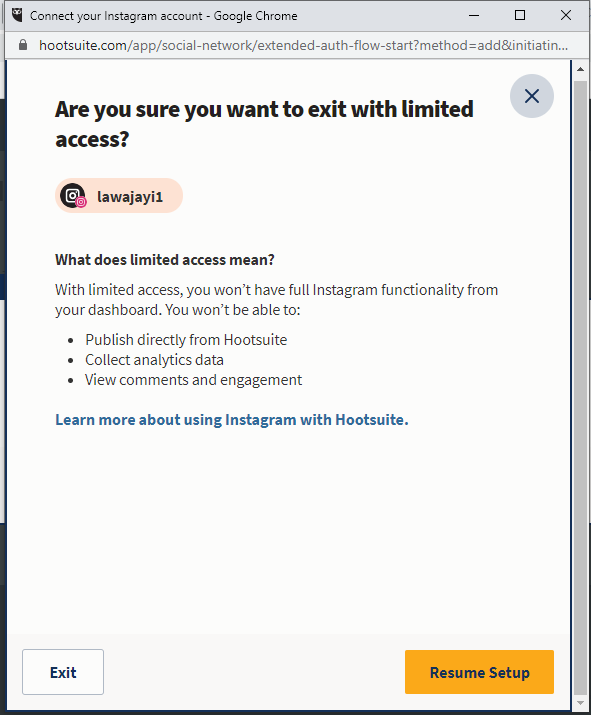 Connect your Instagram account - Google Chrome
hootsuite.com/app/social-network/extended-auth-flow-start?method=add&initiatin...
Are you sure you want to exit with limited
access?
lawajayi1
What does limited access mean?
With limited access, you won’t have full Instagram functionality from
your dashboard. You won’t be able to:
• Publish directly from Hootsuite
• Collect analytics data
• View comments and engagement
Learn more about using Instagram with Hootsuite.
Exit
Resume Setup